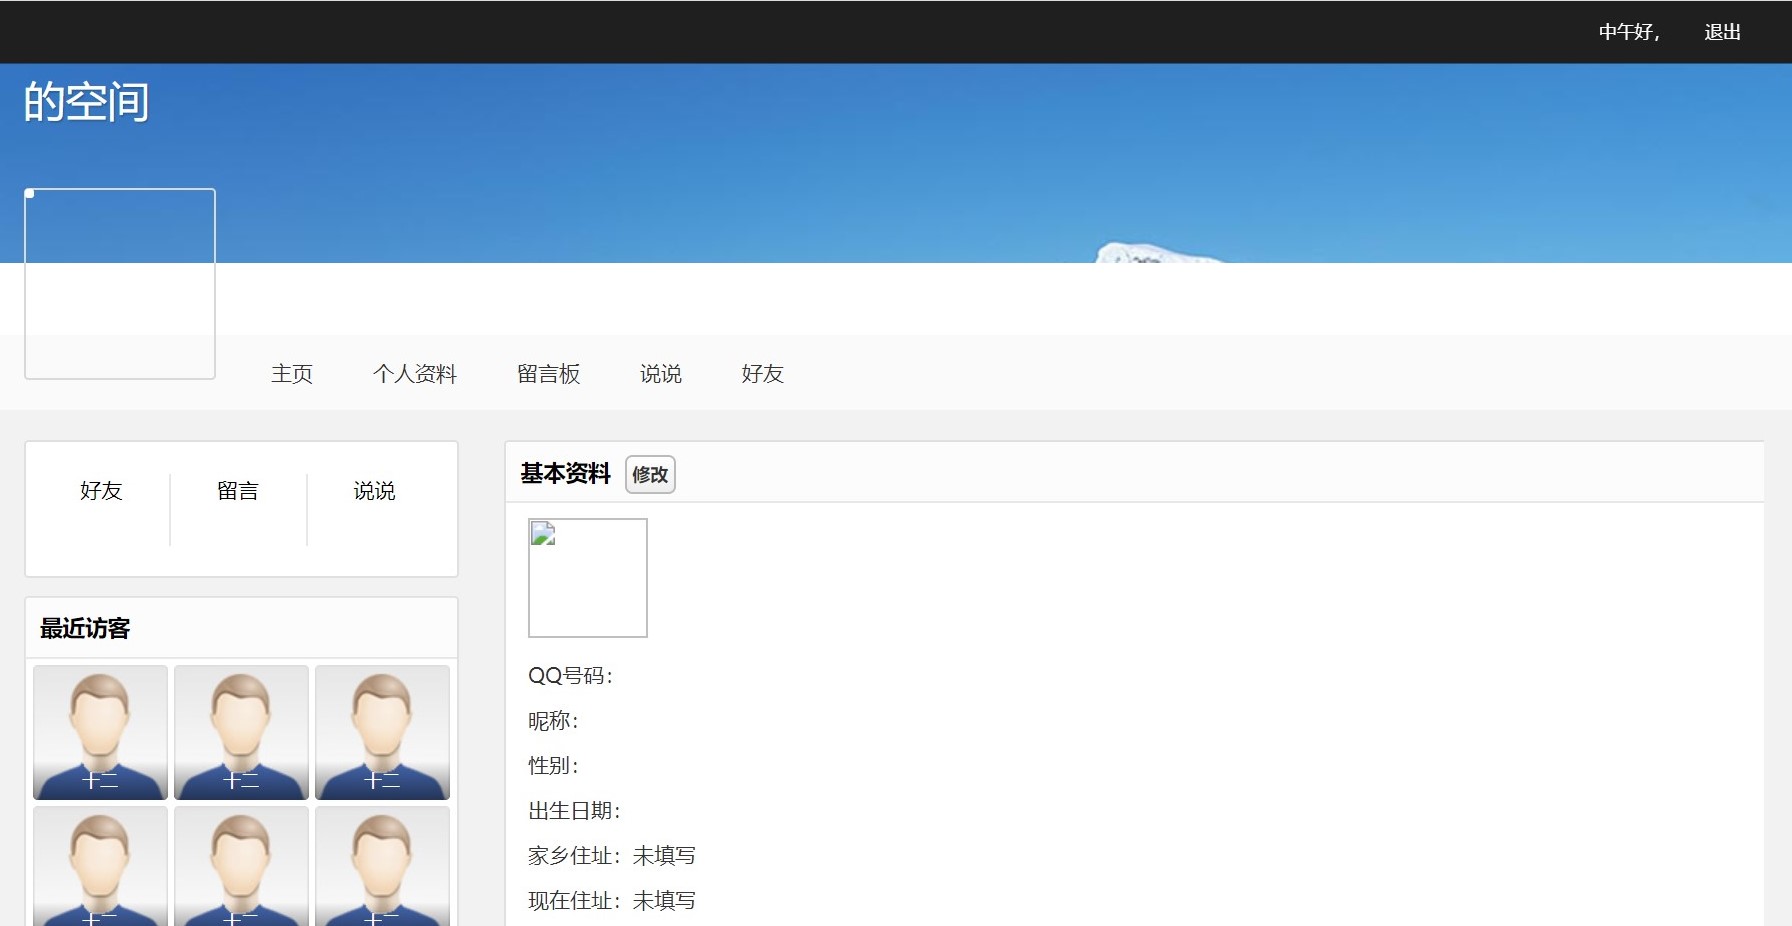 中午好， 退出
的空间
主页 个人资料 留言板 说说 好友
好友 留言 说说
基本资料 修改
最近访客
QQ号码：
昵称：
性别：
出生日期：
家乡住址：未填写
现在住址：未填写
十二 十二 十二
十二 十二 十二